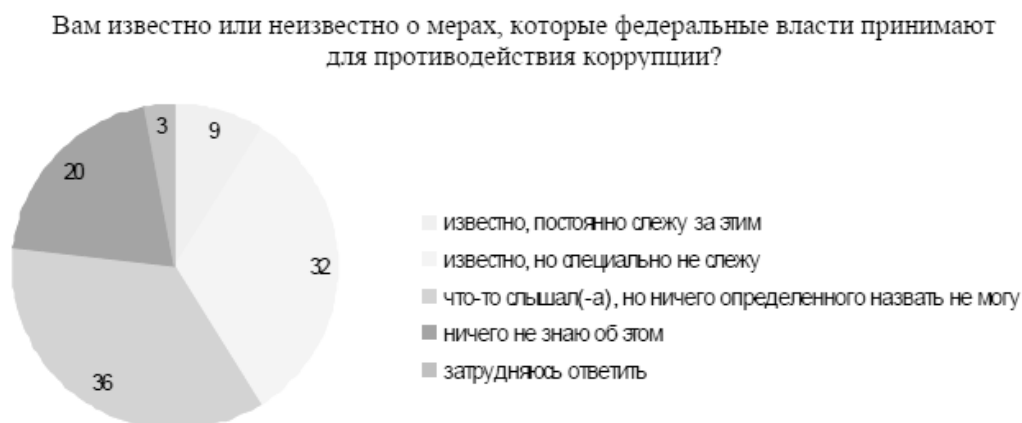 Вам известно или неизвестно о мерах, которые федеральные власти принимают
для противодействия коррупции?
3
9
20
32
36
известно, постоянно слежу за этим
известно, но специально не слежу
что-то слышал(-а), но ничего определенного назвать не могу
ничего не знаю об этом
затрудняюсь ответить